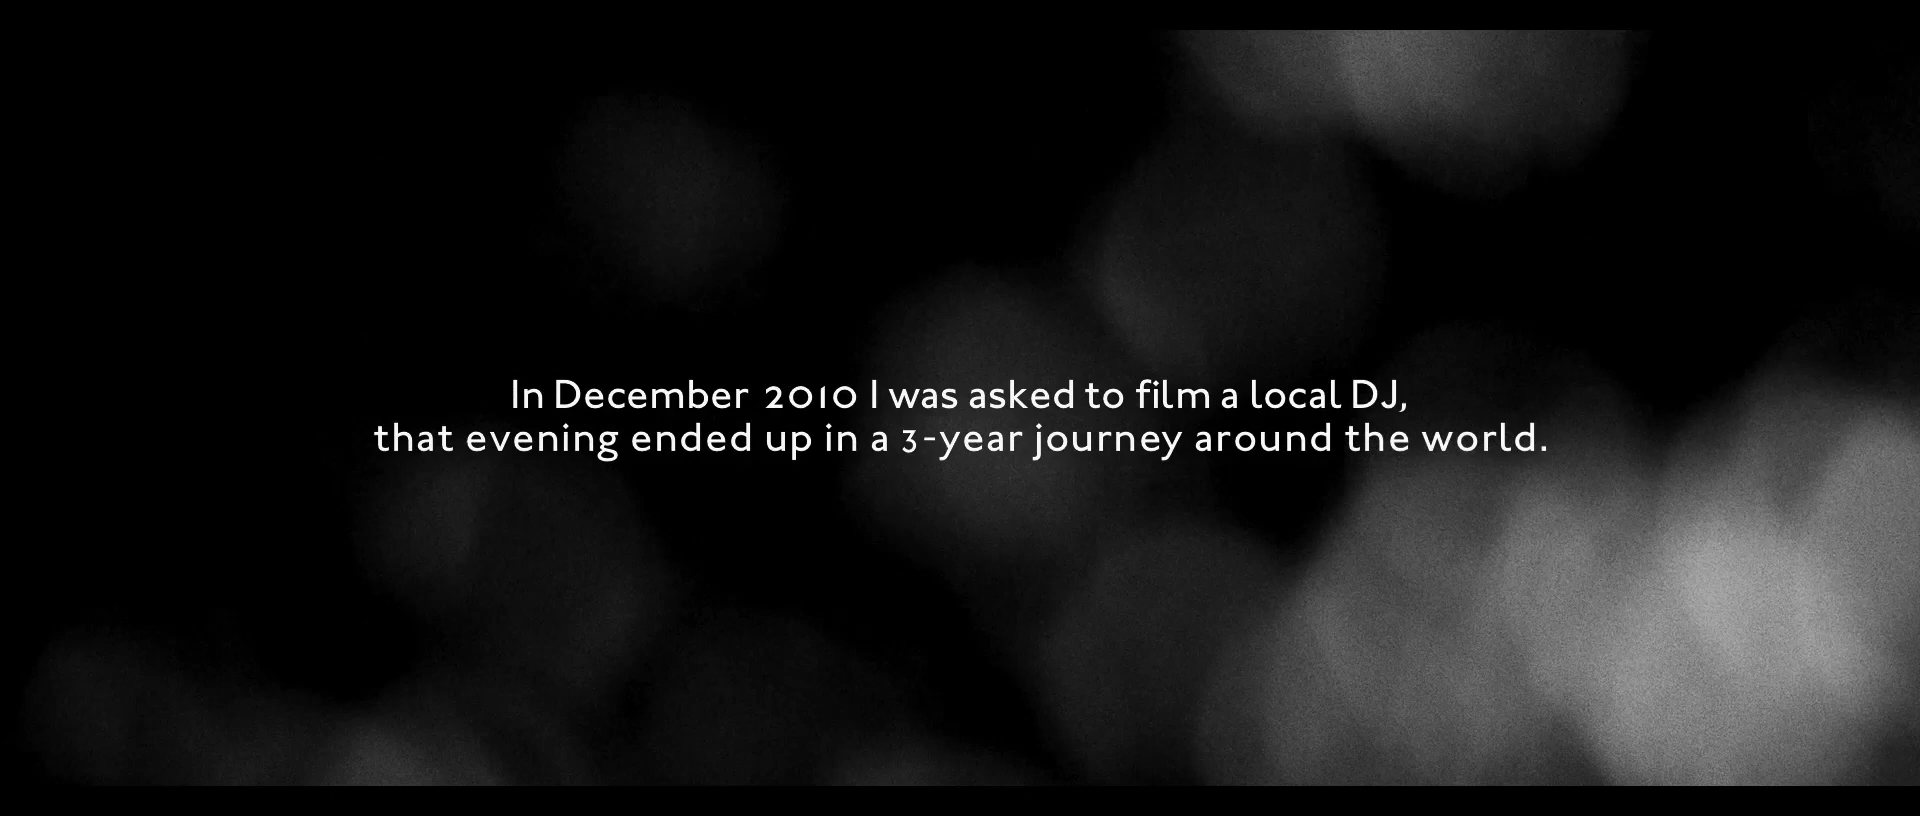 In December 2010 I was asked to film a local DJ,
that evening ended up in a 3-year journey around the world.